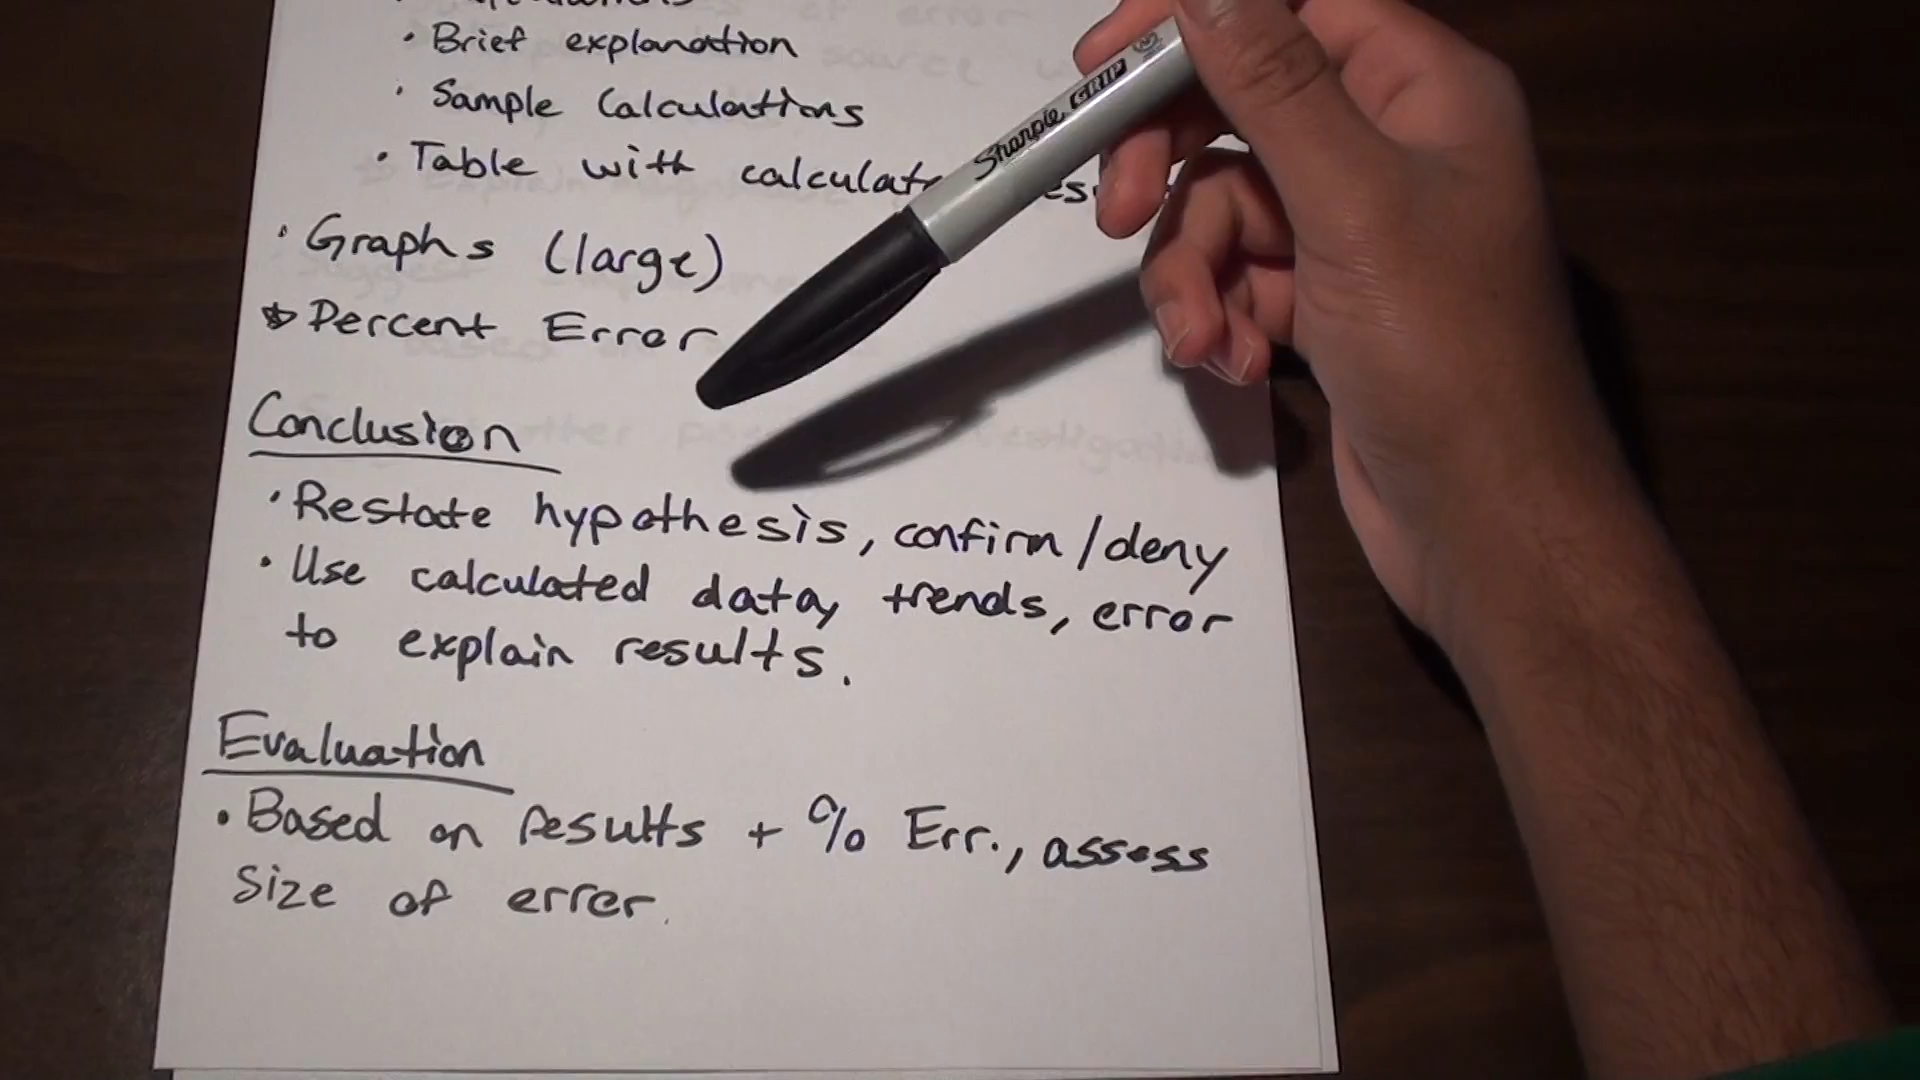 • Brief explanation
• Sample Calculations
• Table with calculate
• Graphs (large)
Percent Error
Conclusion
• Restate hypothesis, confirm/deny
• Use calculated data, trends, error
to explain results.
Evaluation
• Based on results + % Err., assess
size of error.
Sharpie GRIP